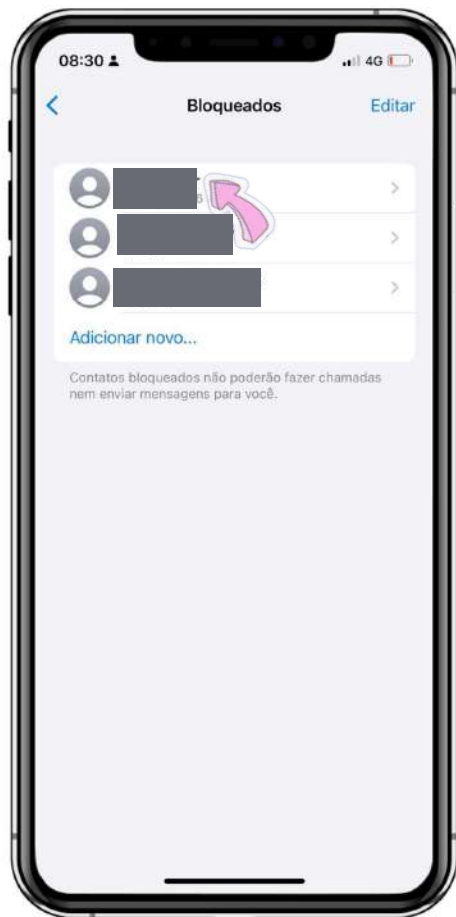 08:30
4G
Bloqueados
Editar
Adicionar novo...
Contatos bloqueados não poderão fazer chamadas
nem enviar mensagens para você.